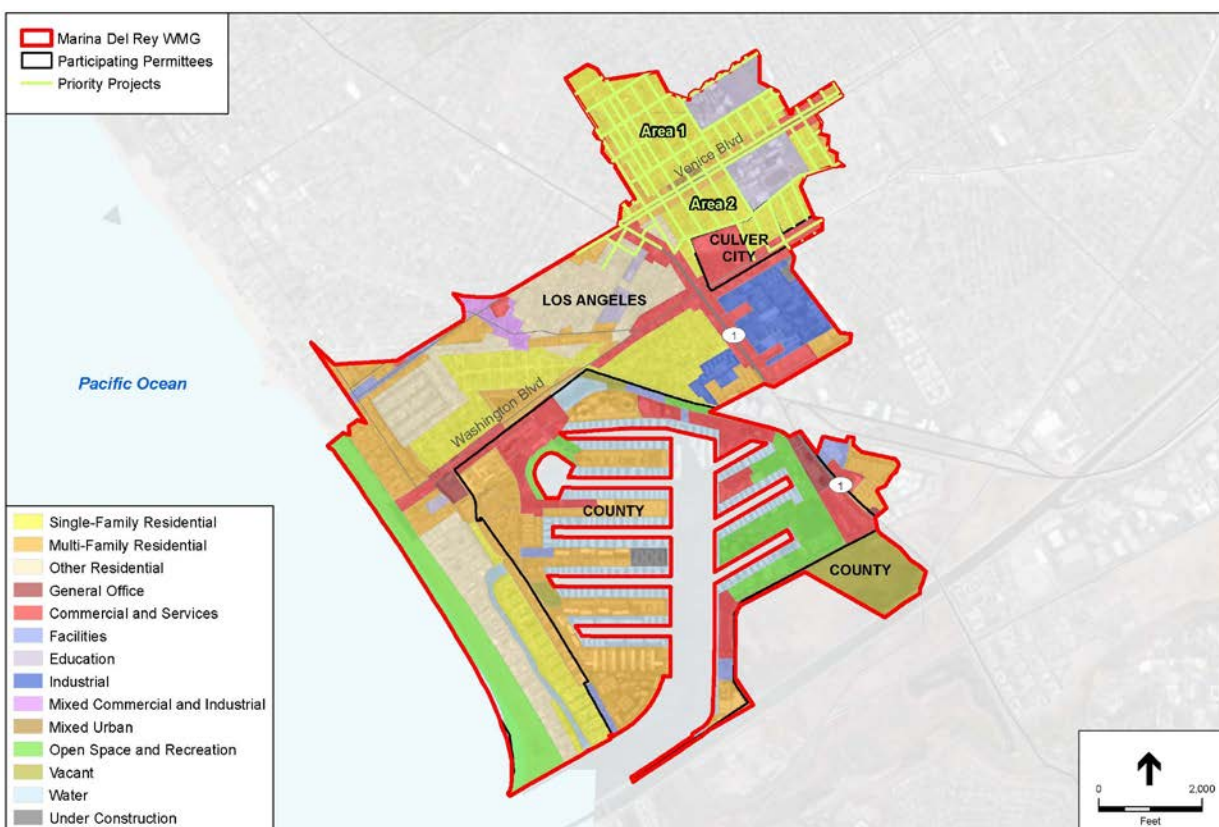 Marina Del Rey WMG
Participating Permittees
Priority Projects
Area 1
Venice Blvd
Area 2
CULVER
CITY
LOS ANGELES
1
Pacific Ocean
Washington Blvd
COUNTY
1
COUNTY
Single-Family Residential
Multi-Family Residential
Other Residential
General Office
Commercial and Services
Facilities
Education
Industrial
Mixed Commercial and Industrial
Mixed Urban
Open Space and Recreation
Vacant
Water
Under Construction
0 2,000
Feet